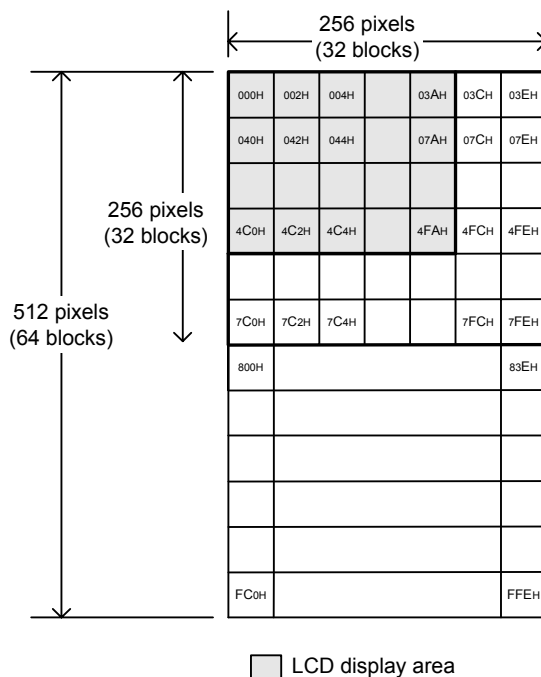 256 pixels
(32 blocks)
000H 002H 004H 03AH 03CH 03EH
040H 042H 044H 07AH 07CH 07EH
256 pixels
(32 blocks)
4C0H 4C2H 4C4H 4FAH 4FCH 4FEH
512 pixels
(64 blocks)
7C0H 7C2H 7C4H 7FCH 7FEH
800H 83EH
FC0H FFEH
LCD display area